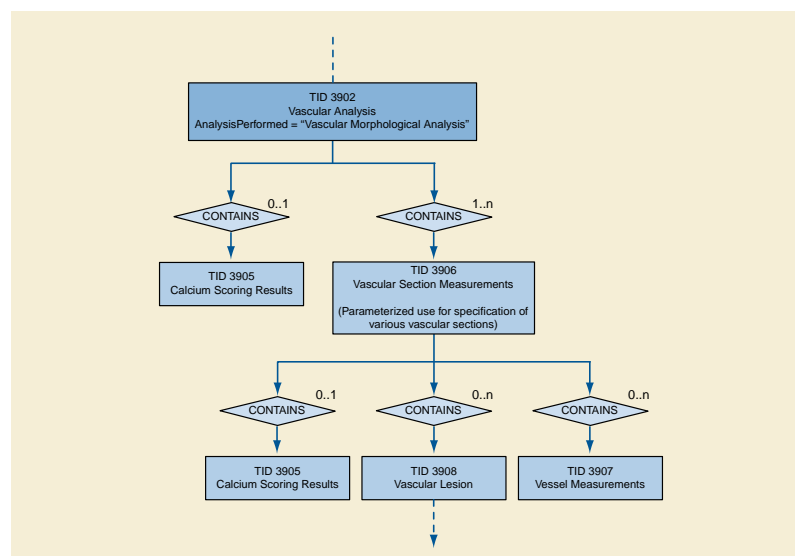 TID 3902
Vascular Analysis
AnalysisPerformed = “Vascular Morphological Analysis”
0..1
1..n
CONTAINS
CONTAINS
TID 3905
Calcium Scoring Results
TID 3906
Vascular Section Measurements
(Parameterized use for specification of
various vascular sections)
0..1
0..n
0..n
CONTAINS
CONTAINS
CONTAINS
TID 3905
Calcium Scoring Results
TID 3908
Vascular Lesion
TID 3907
Vessel Measurements